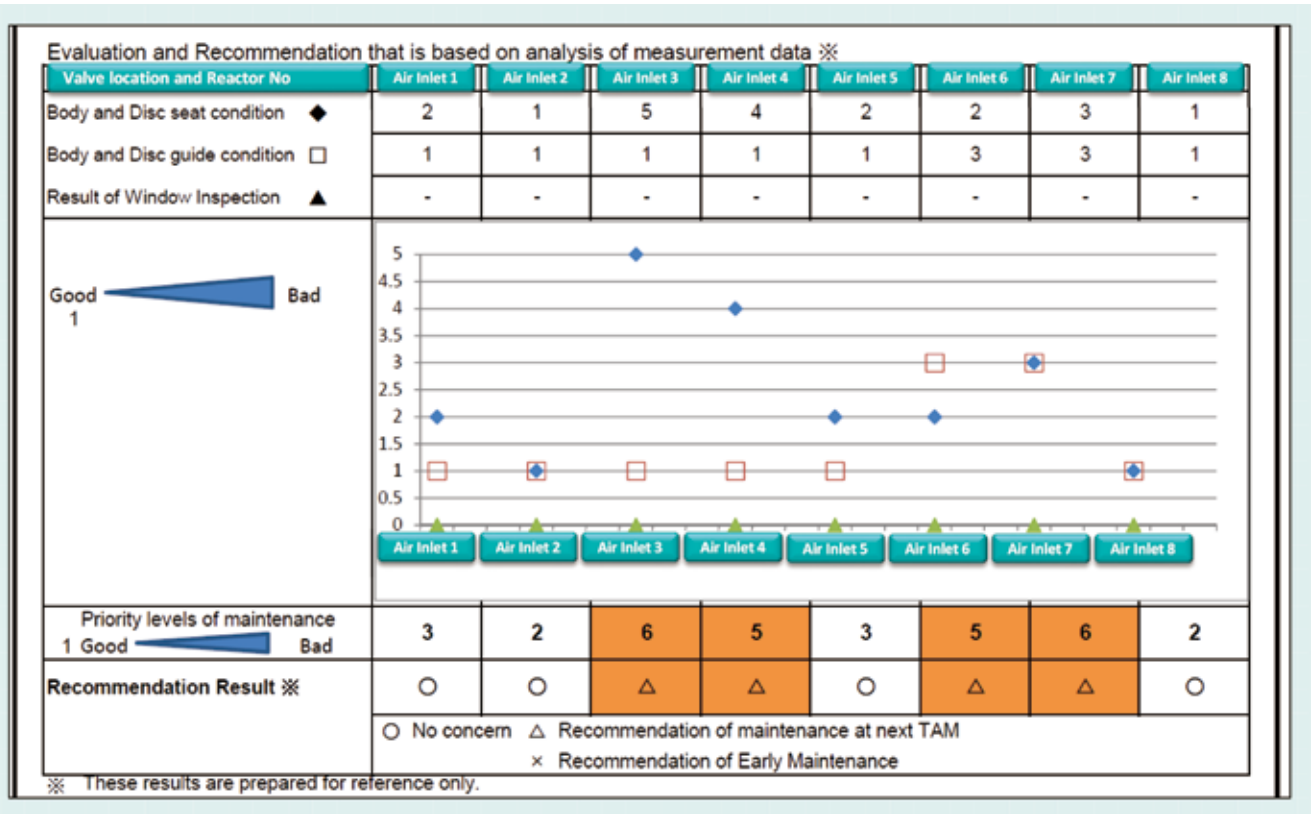 Evaluation and Recommendation that is based on analysis of measurement data ※
Valve location and Reactor No Air Inlet 1 Air Inlet 2 Air Inlet 3 Air Inlet 4 Air Inlet 5 Air Inlet 6 Air Inlet 7 Air Inlet 8
Body and Disc seat condition ◆ 2 1 5 4 2 2 3 1
Body and Disc guide condition □ 1 1 1 1 1 3 3 1
Result of Window Inspection ▲ - - - - - - - -
Good Bad
1
5
4.5
4
3.5
3
2.5
2
1.5
1
0.5
0
Air Inlet 1 Air Inlet 2 Air Inlet 3 Air Inlet 4 Air Inlet 5 Air Inlet 6 Air Inlet 7 Air Inlet 8
Priority levels of maintenance
1 Good Bad
3 2 6 5 3 5 6 2
Recommendation Result ※ ○ ○ △ △ ○ △ △ ○
○ No concern △ Recommendation of maintenance at next TAM
× Recommendation of Early Maintenance
※ These results are prepared for reference only.